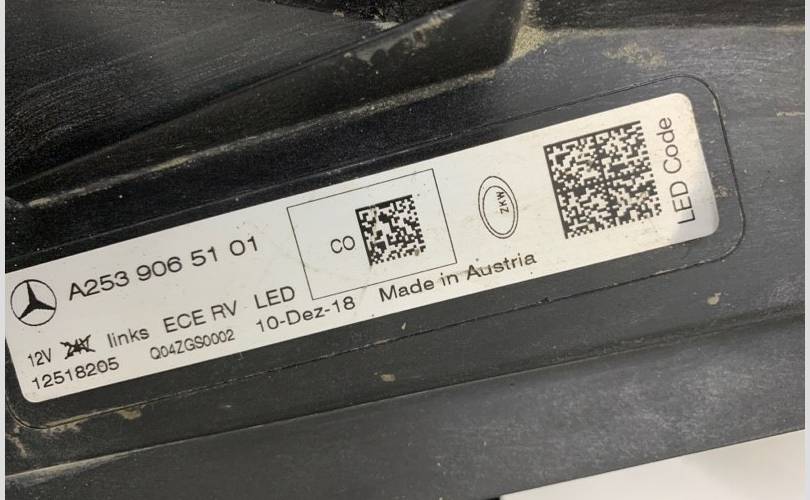 A253 906 51 01
CO
ZKW
LED Code
12V 24V links ECE RV LED
12518205 Q04ZGS0002 10-Dez-18 Made in Austria